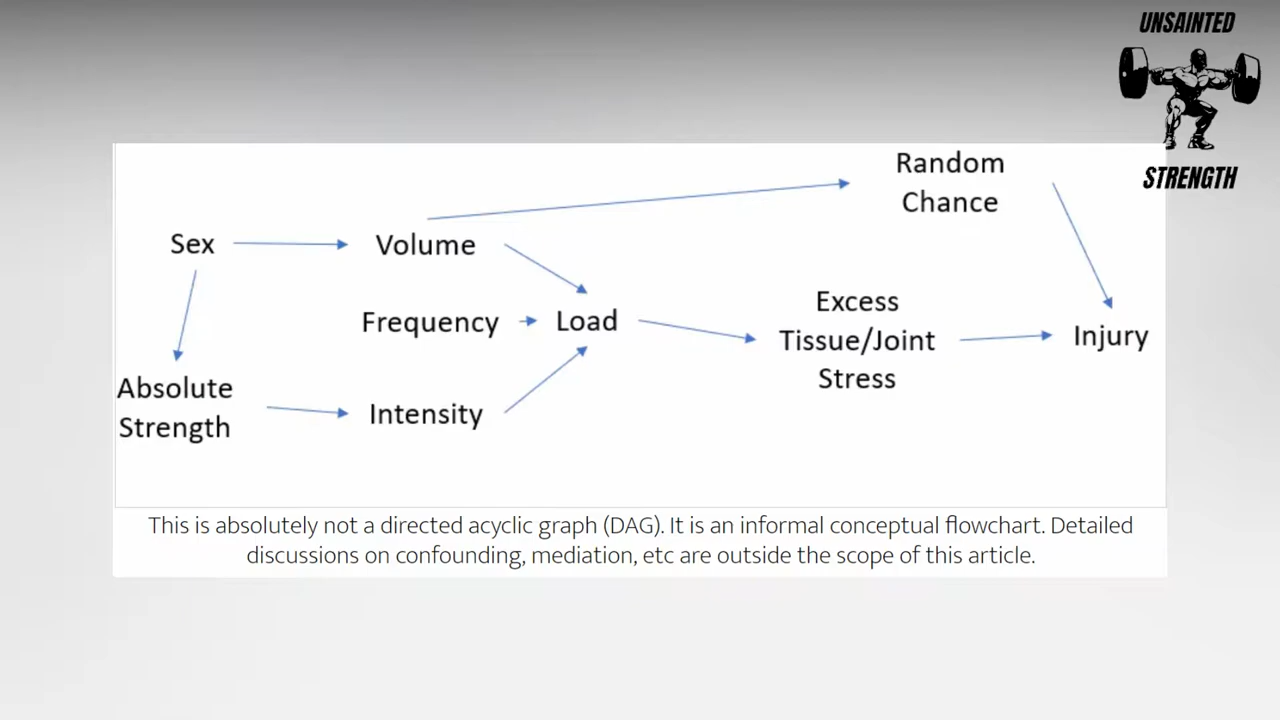 UNSAINTED
STRENGTH
Random
Chance
Sex
Volume
Excess
Tissue/Joint
Stress
Frequency
Load
Injury
Absolute
Strength
Intensity
This is absolutely not a directed acyclic graph (DAG). It is an informal conceptual flowchart. Detailed
discussions on confounding, mediation, etc are outside the scope of this article.